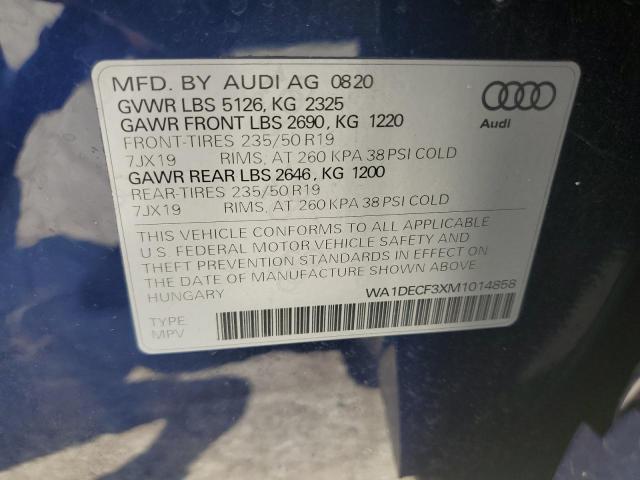 MFD. BY AUDI AG 0820
GVWR LBS 5126, KG 2325
GAWR FRONT LBS 2690, KG 1220
FRONT-TIRES 235/50 R19
7JX19 RIMS, AT 260 KPA 38 PSI COLD
GAWR REAR LBS 2646, KG 1200
REAR-TIRES 235/50 R19
7JX19 RIMS, AT 260 KPA 38 PSI COLD
Audi
THIS VEHICLE CONFORMS TO ALL APPLICABLE
U.S. FEDERAL MOTOR VEHICLE SAFETY AND
THEFT PREVENTION STANDARDS IN EFFECT ON
THE DATE OF MANUFACTURE SHOWN ABOVE
HUNGARY
WA1DECF3XM1014858
TYPE
MPV